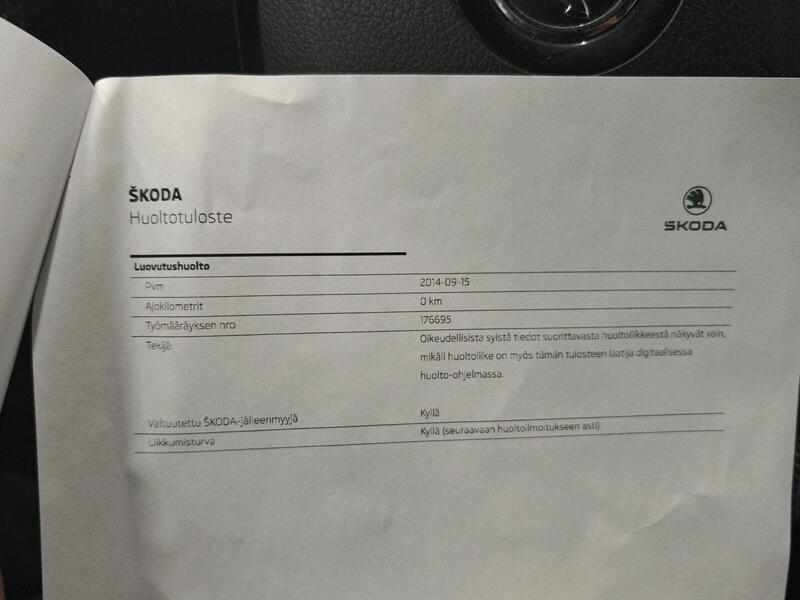 ŠKODA
Huoltotuloste
ŠKODA
Luovutushuolto
Pvm 2014-09-15
Ajokilometrit 0 km
Työmääräyksen nro 176695
Tekijä: Oikeudellisista syistä tiedot suorittavasta huoltoliikkeestä näkyvät vain,
mikäli huoltoliike on myös tämän tulosteen laatija digitaalisessa
huolto-ohjelmassa.
Valtuutettu ŠKODA-jälleenmyyjä Kyllä
Liikkumisturva Kyllä (seuraavaan huoltoilmoitukseen asti)